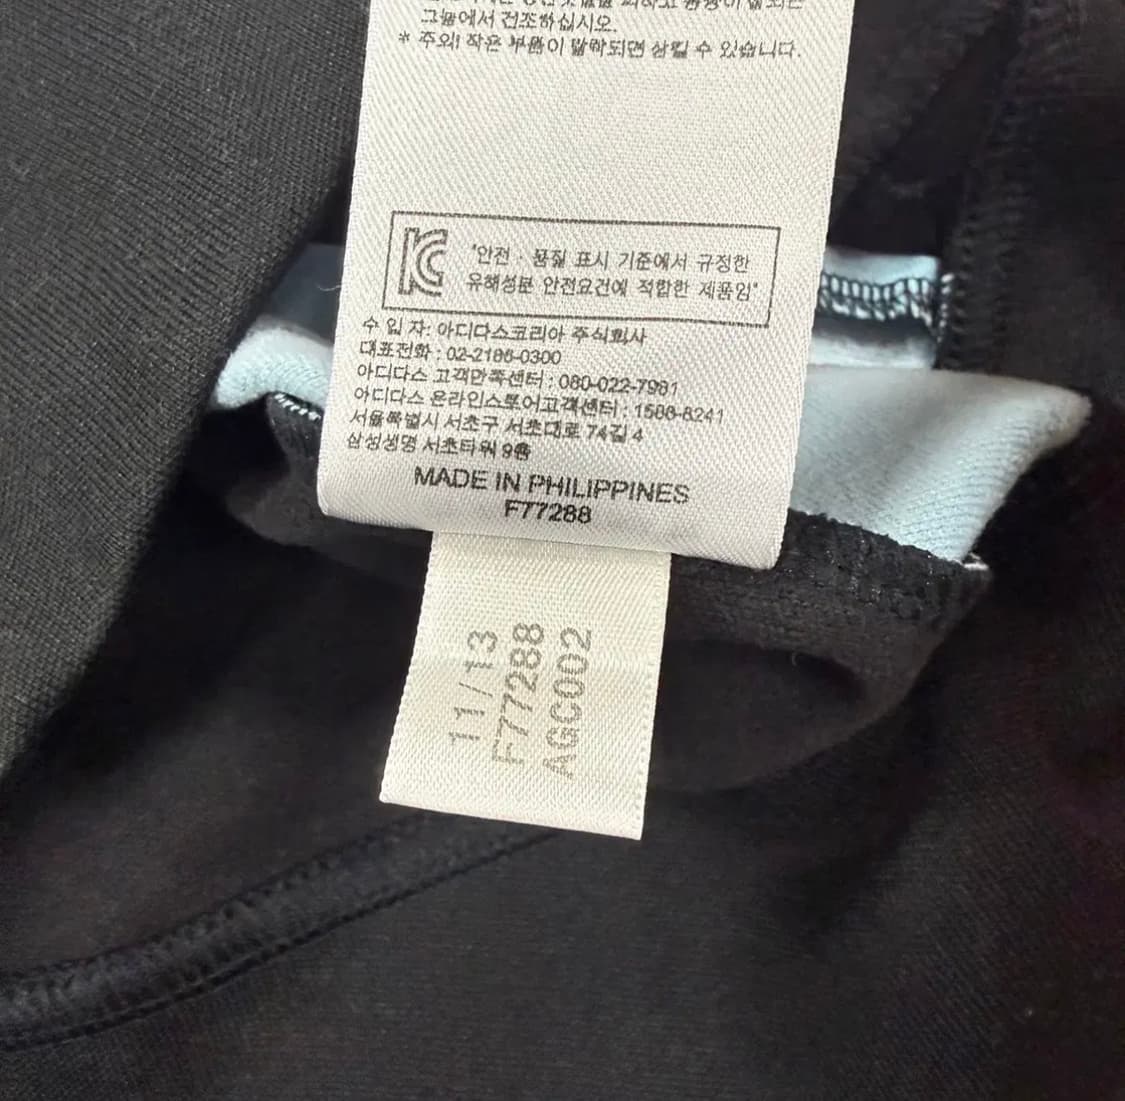 그늘에서 건조하십시오.
* 주의! 작은 부품이 탈락되면 삼킬 수 있습니다.
"안전 · 품질 표시 기준에서 규정한
유해성분 안전요건에 적합한 제품임"
수 입 자: 아디다스코리아 주식회사
대표전화 : 02-2186-0300
아디다스 고객만족센터 : 080-022-7981
아디다스 온라인스토어고객센터 : 1588-8241
서울특별시 서초구 서초대로 74길 4
삼성생명 서초타워 9층
MADE IN PHILIPPINES
F77288
11/13
F77288
AGC002